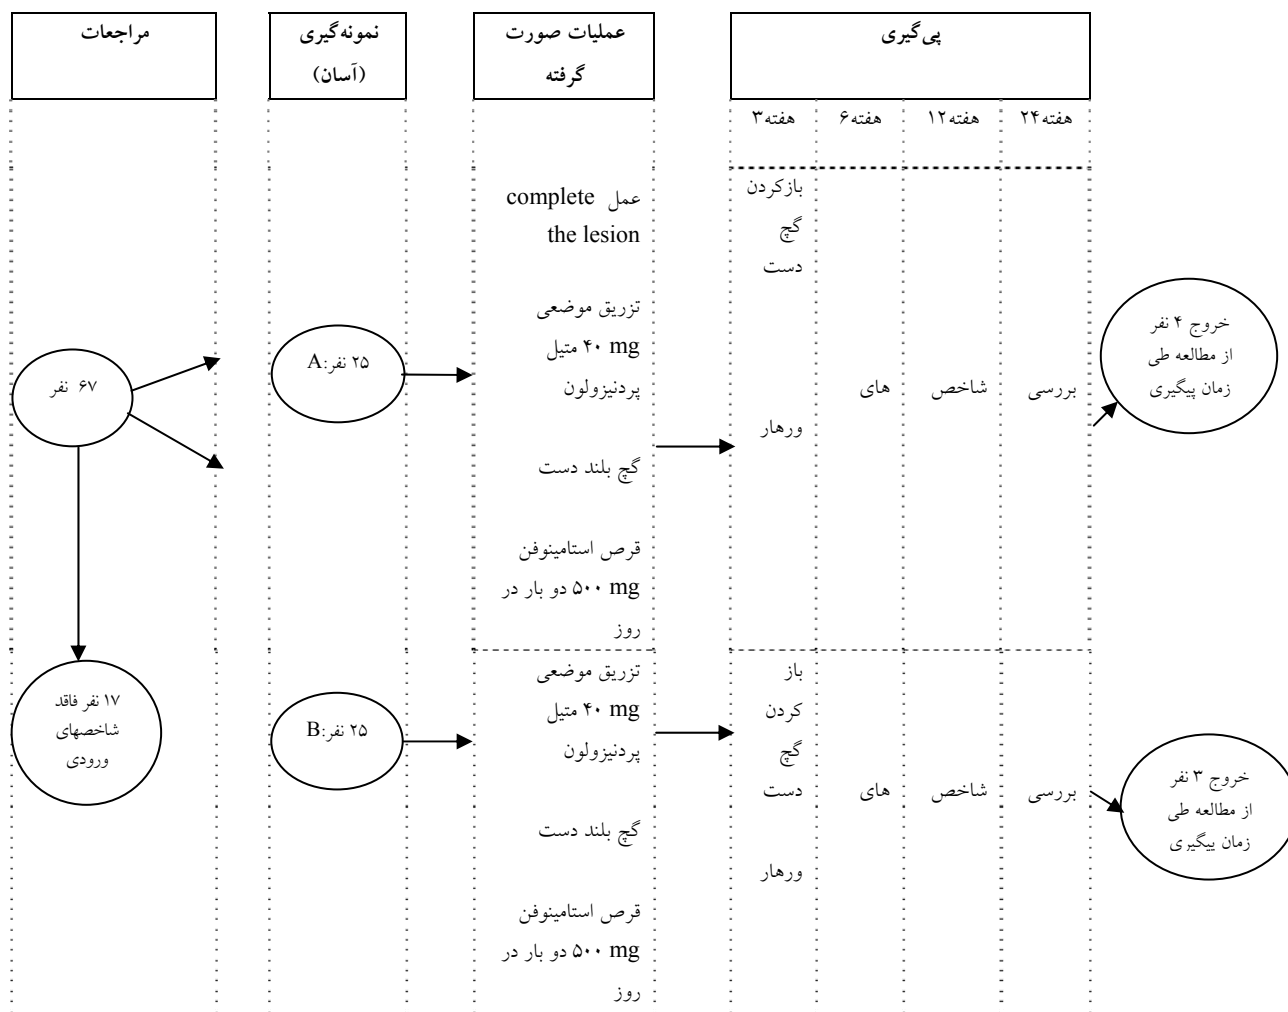 مراجعات
نمونه‌گیری
(آسان)
عملیات صورت
گرفته
پی‌گیری
هفته۳
هفته۶
هفته۱۲
هفته۲۴
۶۷ نفر
۱۷ نفر فاقد
شاخصهای
ورودی
A:۲۵ نفر
عمل complete
the lesion
تزریق موضعی
۴۰ mg متیل
پردنیزولون
گچ بلند دست
قرص استامینوفن
۵۰۰ mg دو بار در
روز
بازکردن
گچ
دست
ورهار
های
شاخص
بررسی
خروج ۴ نفر
از مطالعه طی
زمان پیگیری
B:۲۵ نفر
تزریق موضعی
۴۰ mg متیل
پردنیزولون
گچ بلند دست
قرص استامینوفن
۵۰۰ mg دو بار در
روز
باز
کردن
گچ
دست
ورهار
های
شاخص
بررسی
خروج ۳ نفر
از مطالعه طی
زمان پیگیری